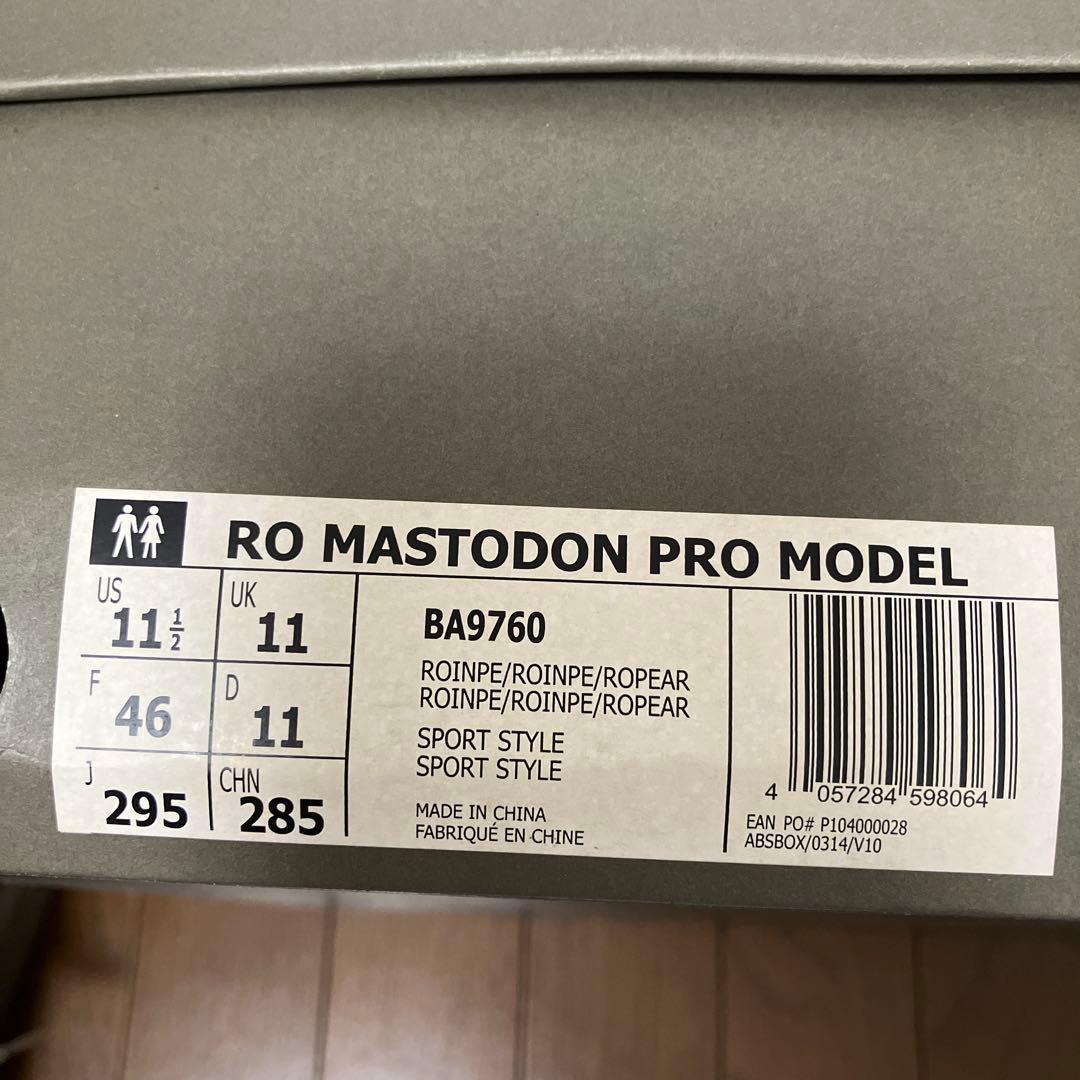 RO MASTODON PRO MODEL
US
11 1/2
UK
11
F
46
D
11
J
295
CHN
285
BA9760
ROINPE/ROINPE/ROPEAR
ROINPE/ROINPE/ROPEAR
SPORT STYLE
SPORT STYLE
MADE IN CHINA
FABRIQUÉ EN CHINE
4 057284 598064
EAN PO# P104000028
ABSBOX/0314/V10